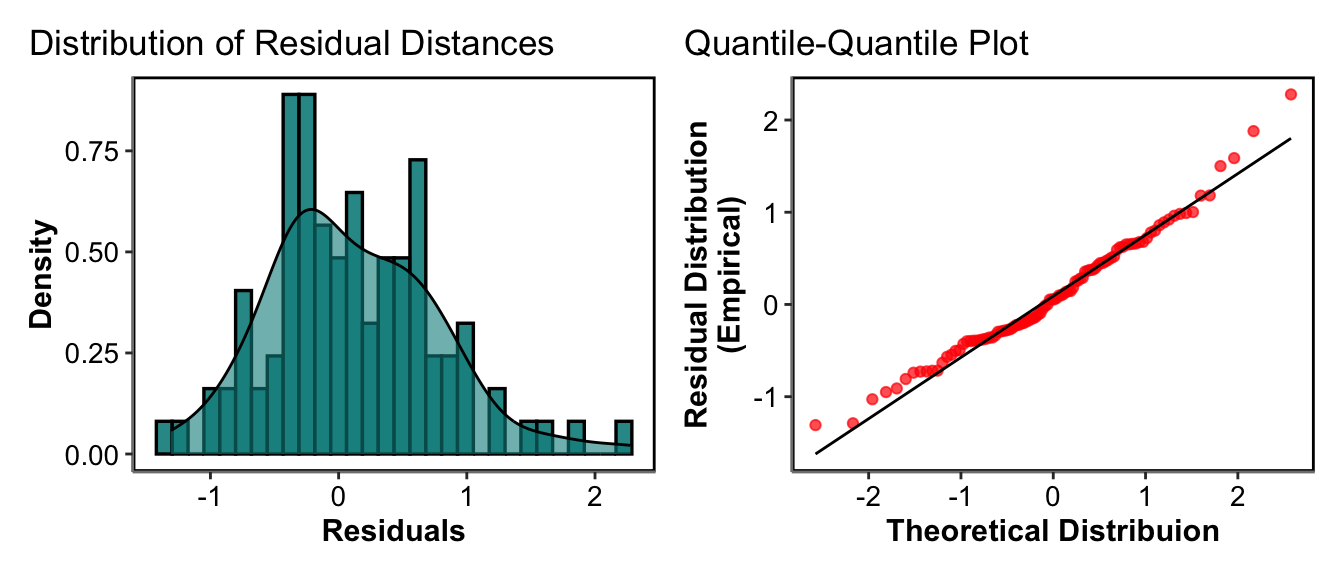 Distribution of Residual Distances
Density
0.75
0.50
0.25
0.00
-1
0
1
2
Residuals
Quantile-Quantile Plot
Residual Distribution
(Empirical)
2
1
0
-1
-2
-1
0
1
2
Theoretical Distribuion